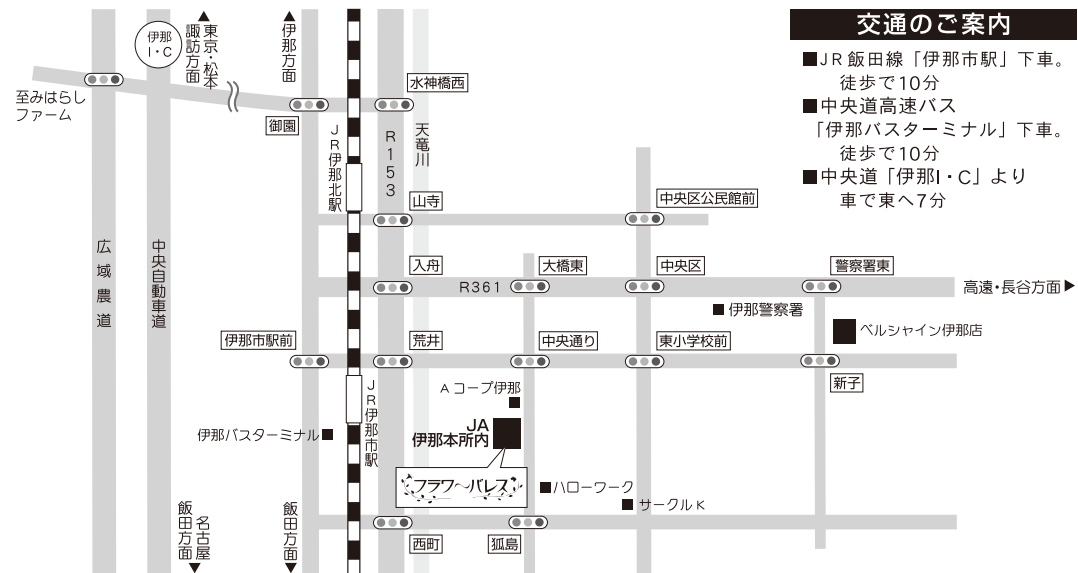 交通のご案内
■JR飯田線「伊那市駅」下車。
徒歩で10分
■中央道高速バス
「伊那バスターミナル」下車。
徒歩で10分
■中央道「伊那I・C」より
車で東へ7分
伊那
I・C
東京・松本
諏訪方面
伊那方面
至みはらし
ファーム
水神橋西
御園
JR伊那北駅
R153
天竜川
山寺
中央区公民館前
広域農道
中央自動車道
入舟
R361
大橋東
中央区
警察署東
高遠・長谷方面▶
伊那警察署
ベルシャイン伊那店
伊那市駅前
荒井
中央通り
東小学校前
新子
JR伊那市駅
Aコープ伊那
JA
伊那本所内
伊那バスターミナル
フラワ〜パレス
ハローワーク
サークルK
名古屋
飯田方面
飯田方面
西町
狐島